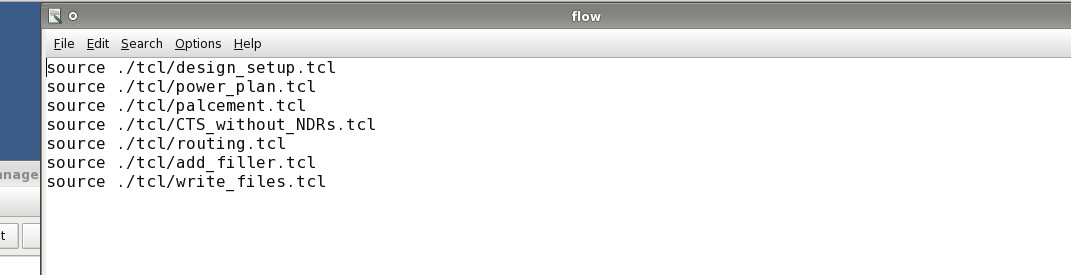 flow
File Edit Search Options Help
source ./tcl/design_setup.tcl
source ./tcl/power_plan.tcl
source ./tcl/palcement.tcl
source ./tcl/CTS_without_NDRs.tcl
source ./tcl/routing.tcl
source ./tcl/add_filler.tcl
source ./tcl/write_files.tcl
anage
t